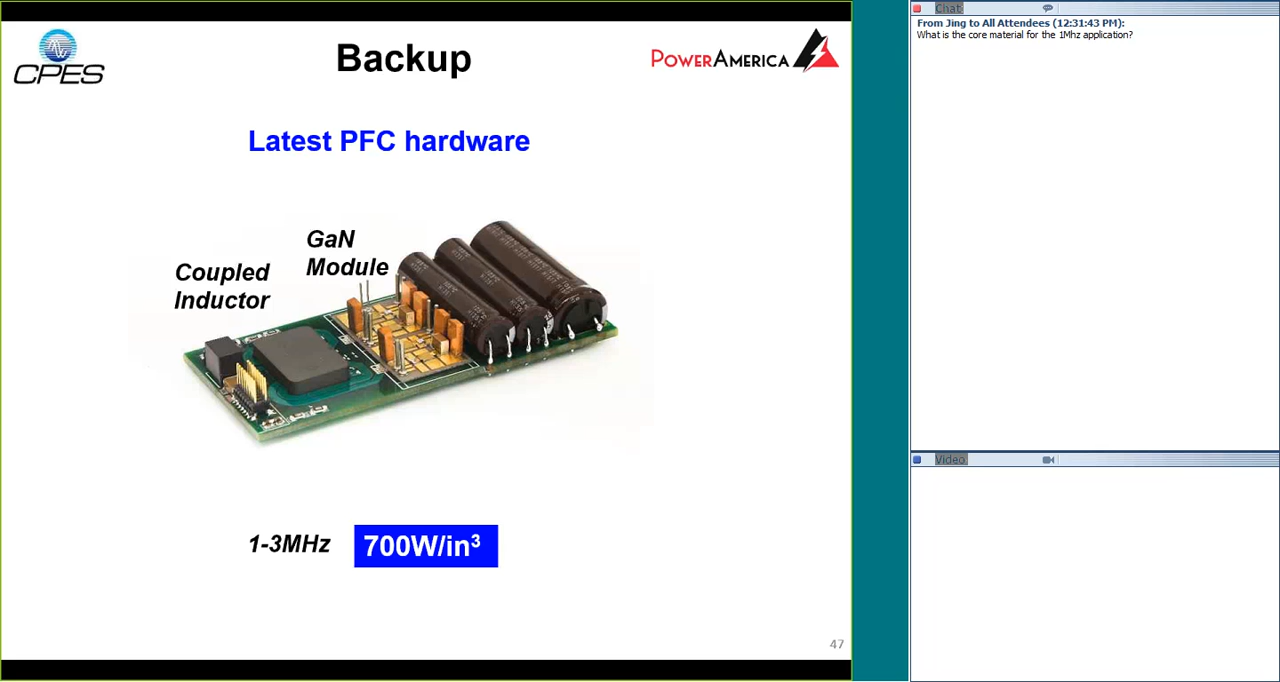 CPES
Backup
POWERAMERICA
Latest PFC hardware
GaN
Module
Coupled
Inductor
1-3MHz
700W/in³
47
Chat
From Jing to All Attendees (12:31:43 PM):
What is the core material for the 1Mhz application?
Video